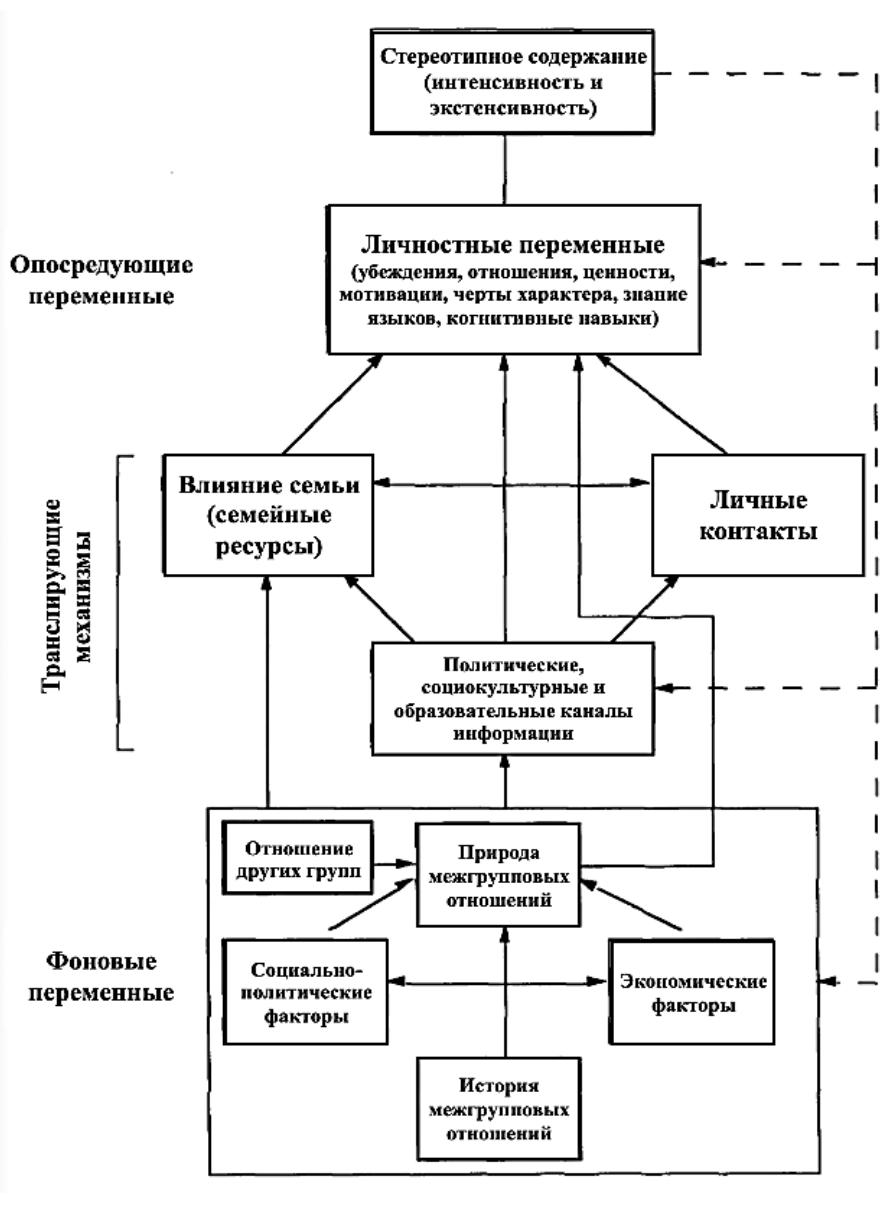 Стереотипное содержание
(интенсивность и
экстенсивность)
Опосредующие
переменные
Личностные переменные
(убеждения, отношения, ценности,
мотивации, черты характера, знание
языков, когнитивные навыки)
Транслирующие
механизмы
Влияние семьи
(семейные
ресурсы)
Личные
контакты
Политические,
социокультурные и
образовательные каналы
информации
Фоновые
переменные
Отношение
других групп
Природа
межгрупповых
отношений
Социально-
политические
факторы
Экономические
факторы
История
межгрупповых
отношений